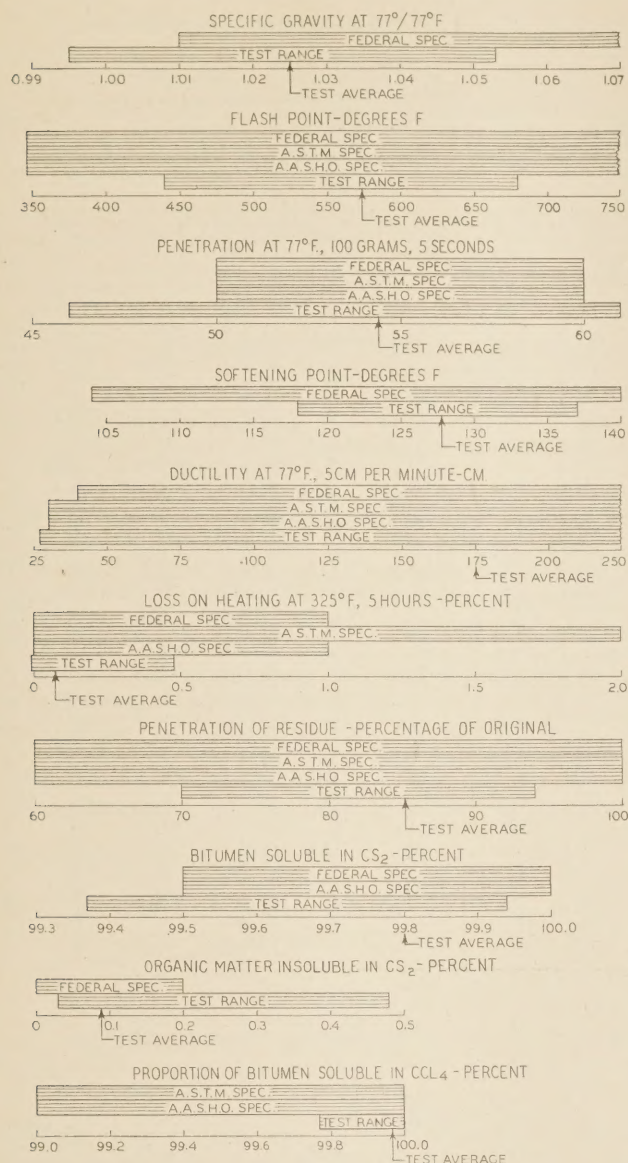 SPECIFIC GRAVITY AT 77°/77°F
FEDERAL SPEC
TEST RANGE
0.99 1.00 1.01 1.02 1.03 1.04 1.05 1.06 1.07
TEST AVERAGE
FLASH POINT-DEGREES F
FEDERAL SPEC
A.S.T.M. SPEC.
A.A.S.H.O. SPEC.
TEST RANGE
350 400 450 500 550 600 650 700 750
TEST AVERAGE
PENETRATION AT 77°F., 100 GRAMS, 5 SECONDS
FEDERAL SPEC
A.S.T.M. SPEC
A.A.S.H.O SPEC
TEST RANGE
45 50 55 60
TEST AVERAGE
SOFTENING POINT-DEGREES F
FEDERAL SPEC
TEST RANGE
105 110 115 120 125 130 135 140
TEST AVERAGE
DUCTILITY AT 77°F., 5CM PER MINUTE-CM
FEDERAL SPEC
A.S.T.M. SPEC.
A.A.S.H.O SPEC.
TEST RANGE
25 50 75 100 125 150 175 200 250
TEST AVERAGE
LOSS ON HEATING AT 325°F, 5 HOURS-PERCENT
FEDERAL SPEC
A S T M. SPEC.
A.A.S.H.O. SPEC
TEST RANGE
0 0.5 1.0 1.5 2.0
TEST AVERAGE
PENETRATION OF RESIDUE-PERCENTAGE OF ORIGINAL
FEDERAL SPEC.
A.S.T.M. SPEC.
A.A.S.H.O SPEC
TEST RANGE
60 70 80 90 100
TEST AVERAGE
BITUMEN SOLUBLE IN CS₂-PERCENT
FEDERAL SPEC
A.A.S.H.O. SPEC
TEST RANGE
99.3 99.4 99.5 99.6 99.7 99.8 99.9 100.0
TEST AVERAGE
ORGANIC MATTER INSOLUBLE IN CS₂-PERCENT
FEDERAL SPEC.
TEST RANGE
0 0.1 0.2 0.3 0.4 0.5
TEST AVERAGE
PROPORTION OF BITUMEN SOLUBLE IN CCL₄-PERCENT
A.S.T.M. SPEC.
A.A.S.H.O. SPEC.
TEST RANGE
99.0 99.2 99.4 99.6 99.8 100.0
TEST AVERAGE